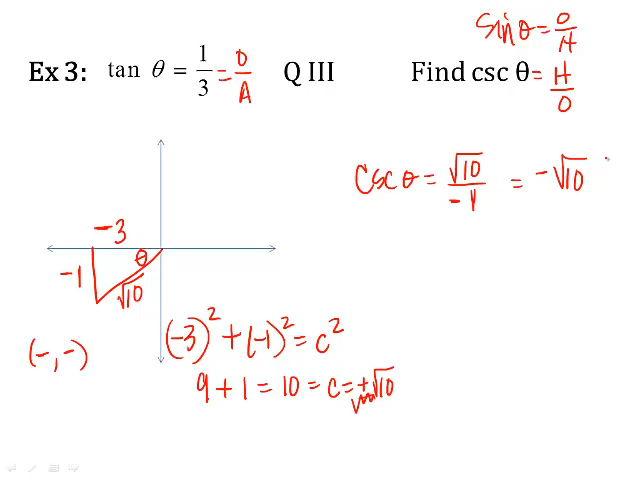 sin θ = O/H
Ex 3: tan θ = 1/3 = O/A Q III Find csc θ = H/O
csc θ = √10/-1 = -√10
-3
θ
-1
√10
(-3)² + (-1)² = c²
(-, -)
9 + 1 = 10 = c = +√10